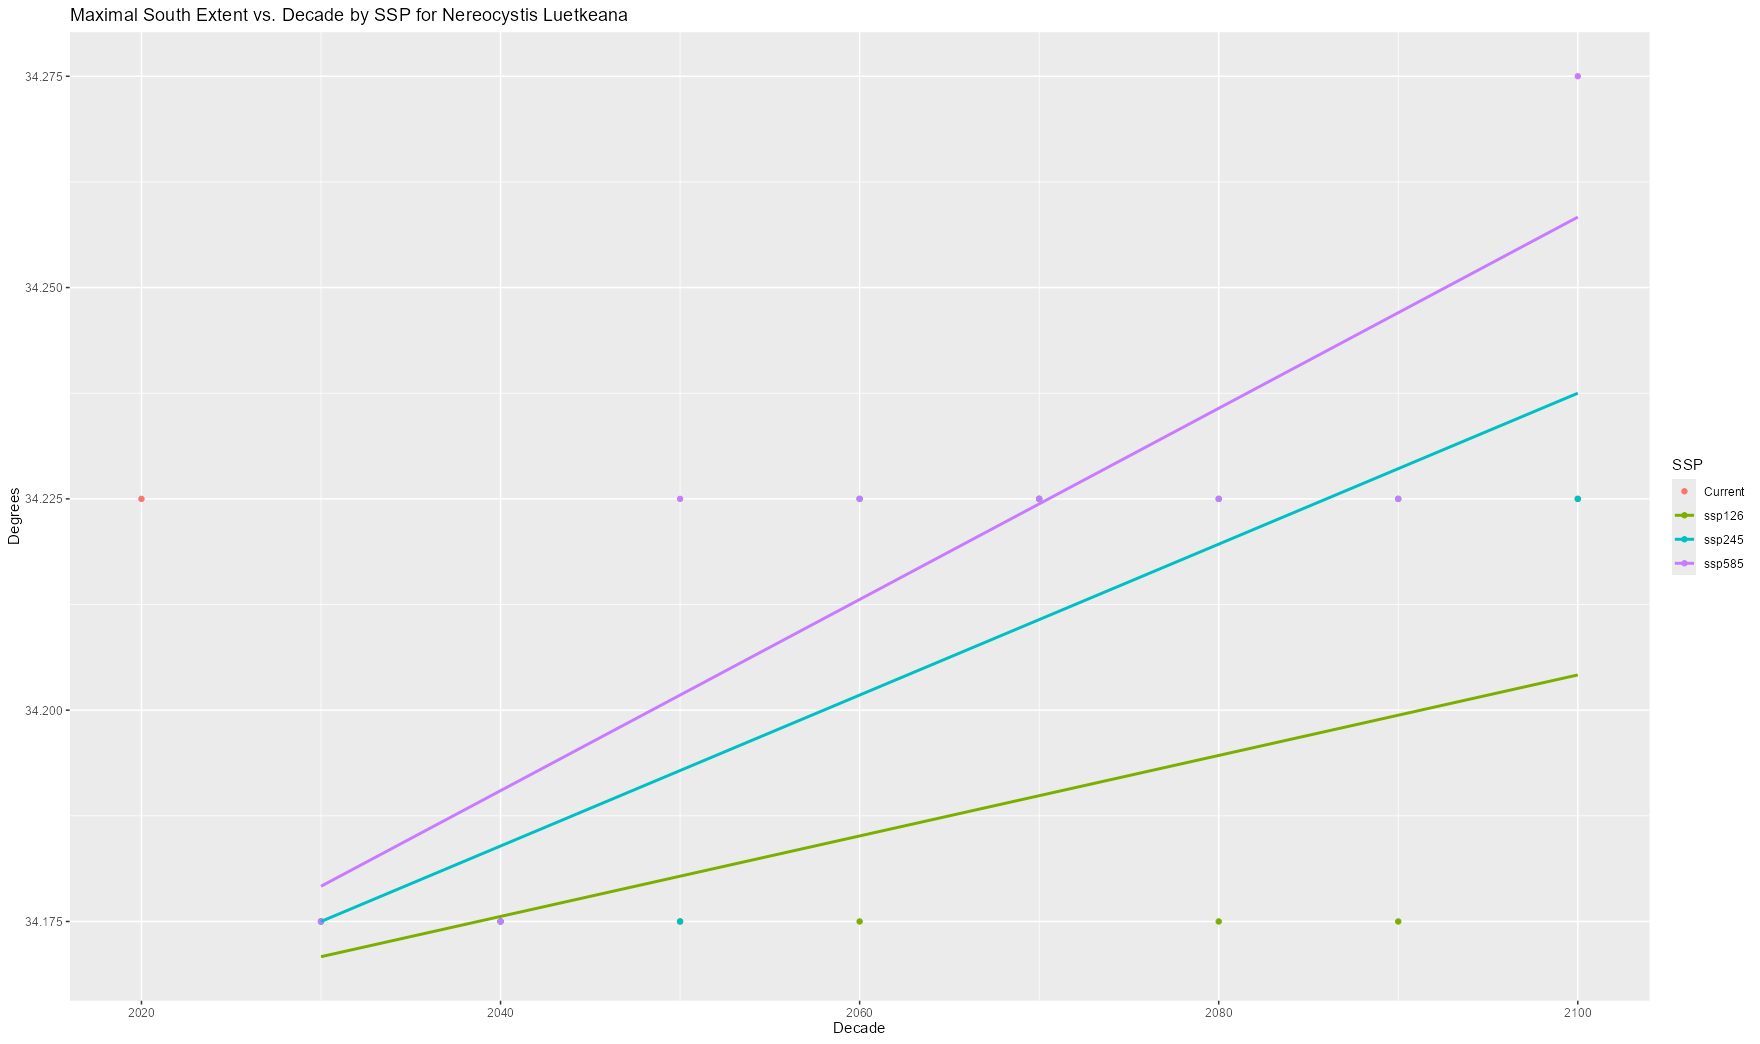 Maximal South Extent vs. Decade by SSP for Nereocystis Luetkeana
Degrees
34.275
34.250
34.225
34.200
34.175
2020
2040
2060
2080
2100
Decade
SSP
Current
ssp126
ssp245
ssp585